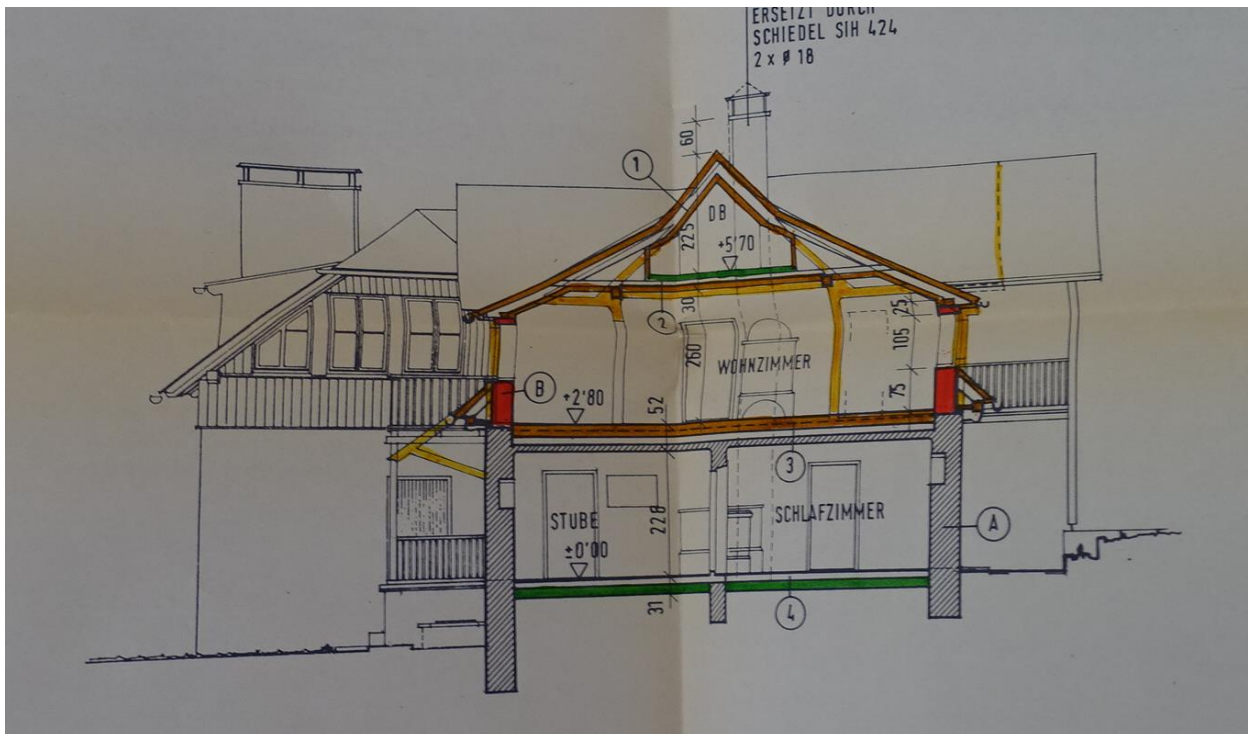 ERSETZT DURCH
SCHIEDEL SIH 424
2 x ø 18
60
1
DB
225
+5'70
30
2
25
260
WOHNZIMMER
105
B
+2'80
52
75
3
STUBE
220
SCHLAFZIMMER
A
±0'00
31
4